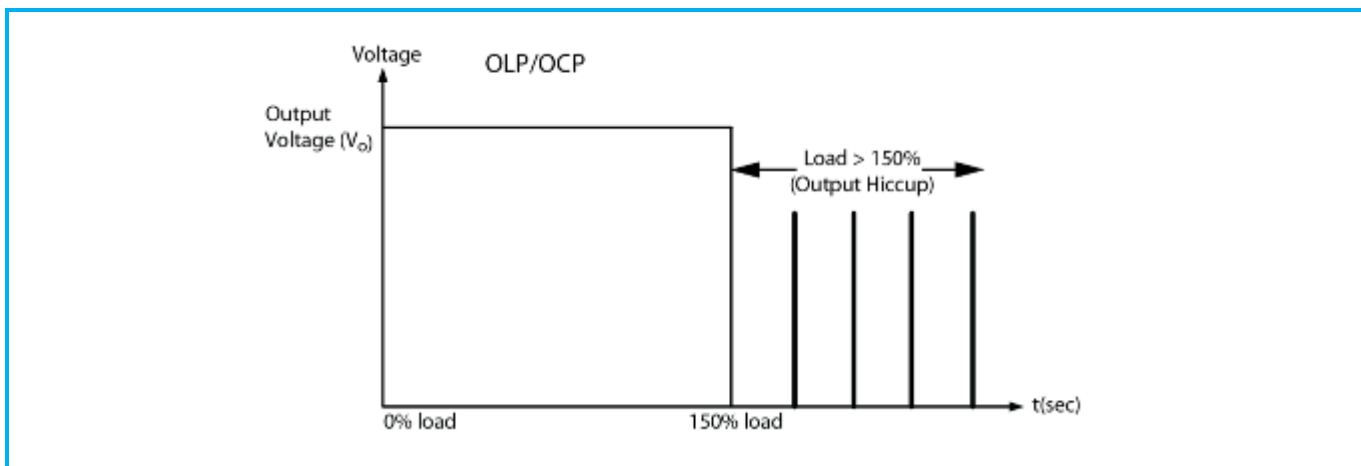 Voltage
OLP/OCP
Output
Voltage (Vo)
Load > 150%
(Output Hiccup)
0% load
150% load
t(sec)